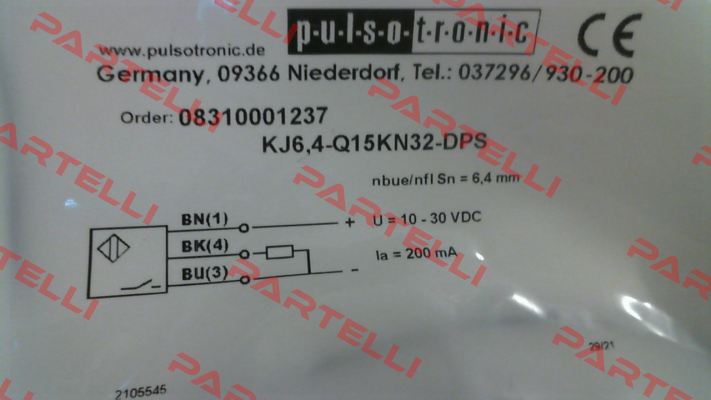 p·u·l·s·o·t·r·o·n·i·c CE
www.pulsotronic.de
Germany, 09366 Niederdorf, Tel.: 037296/930-200
Order: 08310001237
KJ6,4-Q15KN32-DPS
nbue/nfl Sn = 6,4 mm
BN(1) + U = 10 - 30 VDC
BK(4) Ia = 200 mA
BU(3) -
29/21
2105545
PARTELLI
PARTELLI
PARTELLI
PARTELLI
PARTELLI
PARTELLI
PARTELLI
PARTELLI